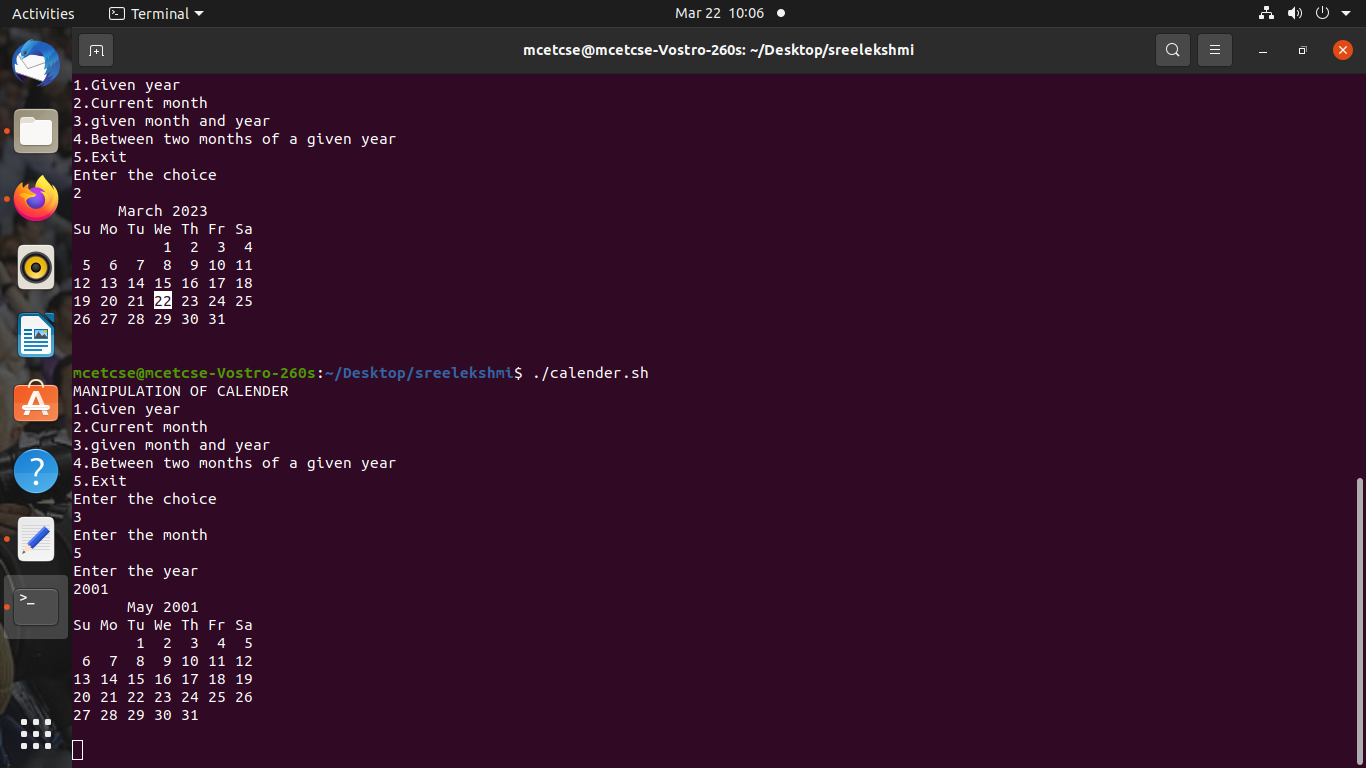 Activities Terminal Mar 22 10:06
mcetcse@mcetcse-Vostro-260s: ~/Desktop/sreelekshmi
1.Given year
2.Current month
3.given month and year
4.Between two months of a given year
5.Exit
Enter the choice
2
     March 2023
Su Mo Tu We Th Fr Sa
          1  2  3  4
 5  6  7  8  9 10 11
12 13 14 15 16 17 18
19 20 21 22 23 24 25
26 27 28 29 30 31
mcetcse@mcetcse-Vostro-260s:~/Desktop/sreelekshmi$ ./calender.sh
MANIPULATION OF CALENDER
1.Given year
2.Current month
3.given month and year
4.Between two months of a given year
5.Exit
Enter the choice
3
Enter the month
5
Enter the year
2001
      May 2001
Su Mo Tu We Th Fr Sa
       1  2  3  4  5
 6  7  8  9 10 11 12
13 14 15 16 17 18 19
20 21 22 23 24 25 26
27 28 29 30 31